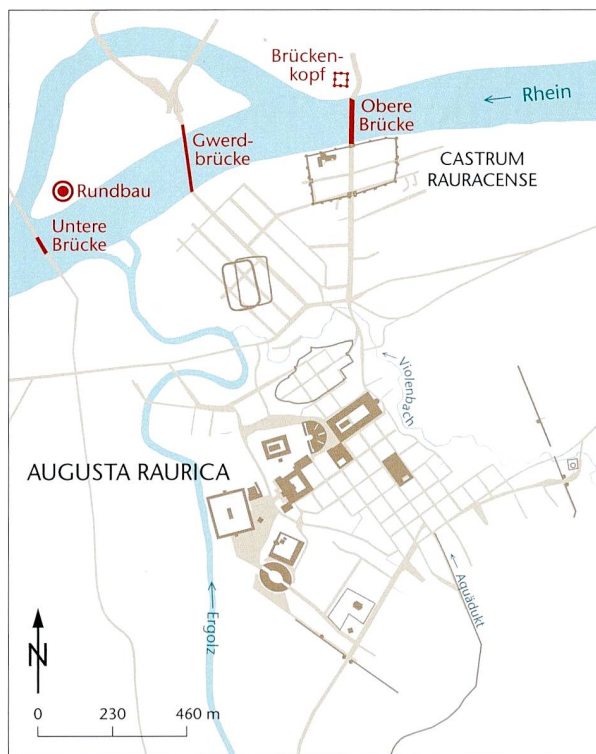 Brücken-
kopf
Rhein
Obere
Brücke
Gwerd-
brücke
CASTRUM
RAURACENSE
Rundbau
Untere
Brücke
Violenbach
AUGUSTA RAURICA
Aquädukt
Ergolz
N
0 230 460 m